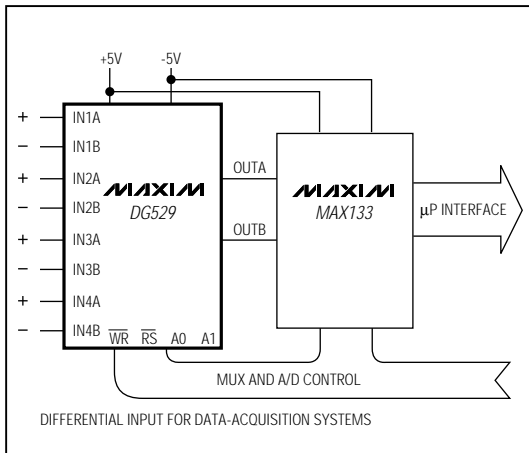 +5V -5V
+ IN1A
− IN1B
+ IN2A OUTA
MAXIM MAXIM
− IN2B DG529 MAX133 µP INTERFACE
+ IN3A OUTB
− IN3B
+ IN4A
− IN4B
WR RS A0 A1
MUX AND A/D CONTROL
DIFFERENTIAL INPUT FOR DATA-ACQUISITION SYSTEMS